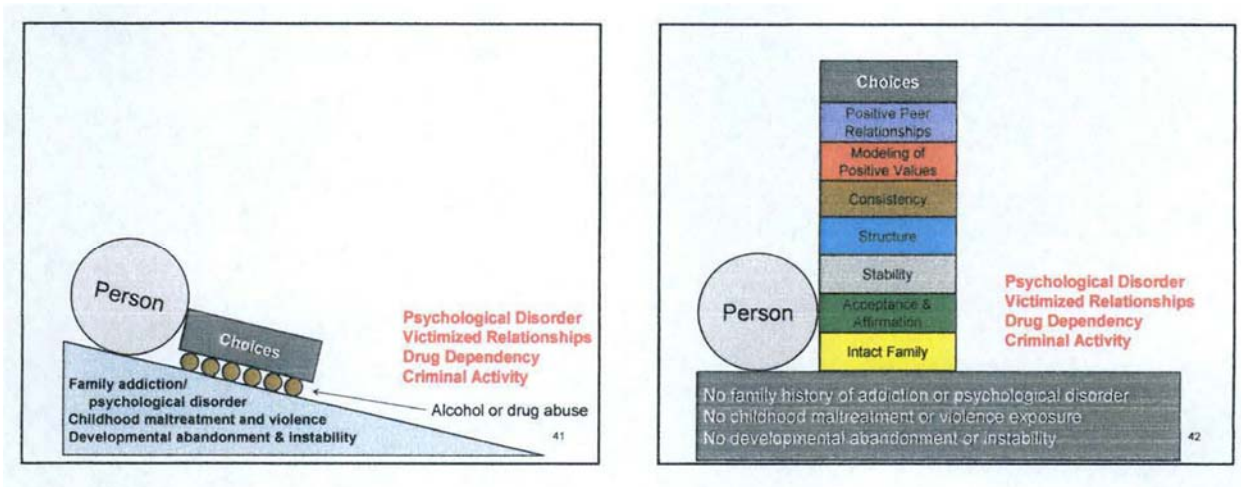 Person
Choices
Psychological Disorder
Victimized Relationships
Drug Dependency
Criminal Activity
Alcohol or drug abuse
Family addiction/
psychological disorder
Childhood maltreatment and violence
Developmental abandonment & instability
41
Choices
Positive Peer
Relationships
Modeling of
Positive Values
Consistency
Structure
Stability
Acceptance &
Affirmation
Intact Family
Person
Psychological Disorder
Victimized Relationships
Drug Dependency
Criminal Activity
No family history of addiction or psychological disorder
No childhood maltreatment or violence exposure
No developmental abandonment or instability
42